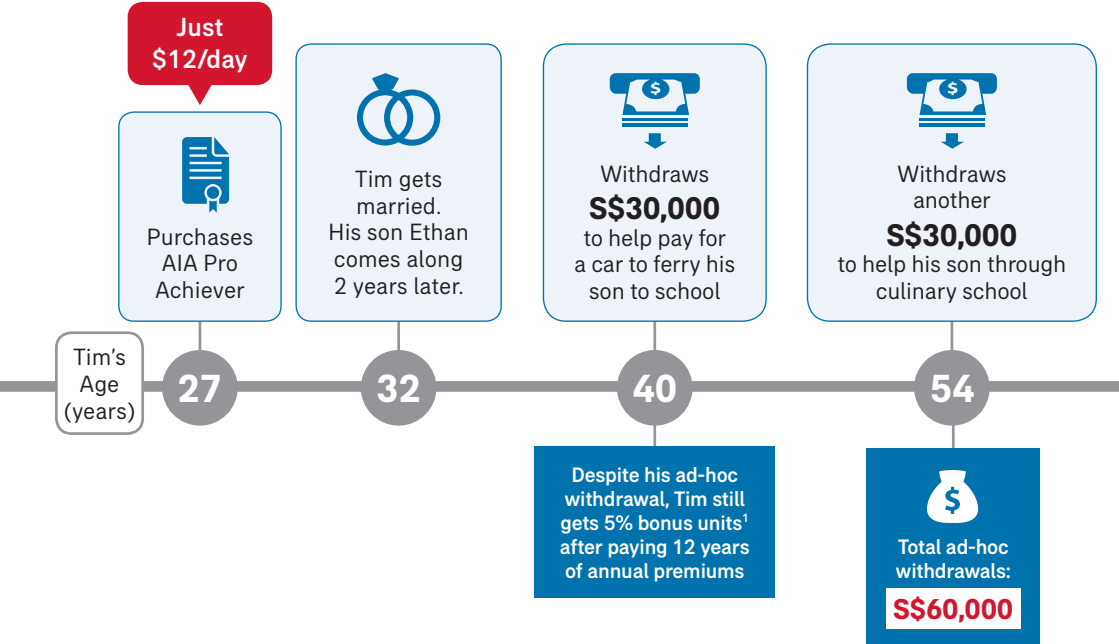 Just
$12/day
Purchases
AIA Pro
Achiever
Tim gets
married.
His son Ethan
comes along
2 years later.
$
Withdraws
S$30,000
to help pay for
a car to ferry his
son to school
$
Withdraws
another
S$30,000
to help his son through
culinary school
Tim's
Age
(years)
27
32
40
54
Despite his ad-hoc
withdrawal, Tim still
gets 5% bonus units¹
after paying 12 years
of annual premiums
$
Total ad-hoc
withdrawals:
S$60,000